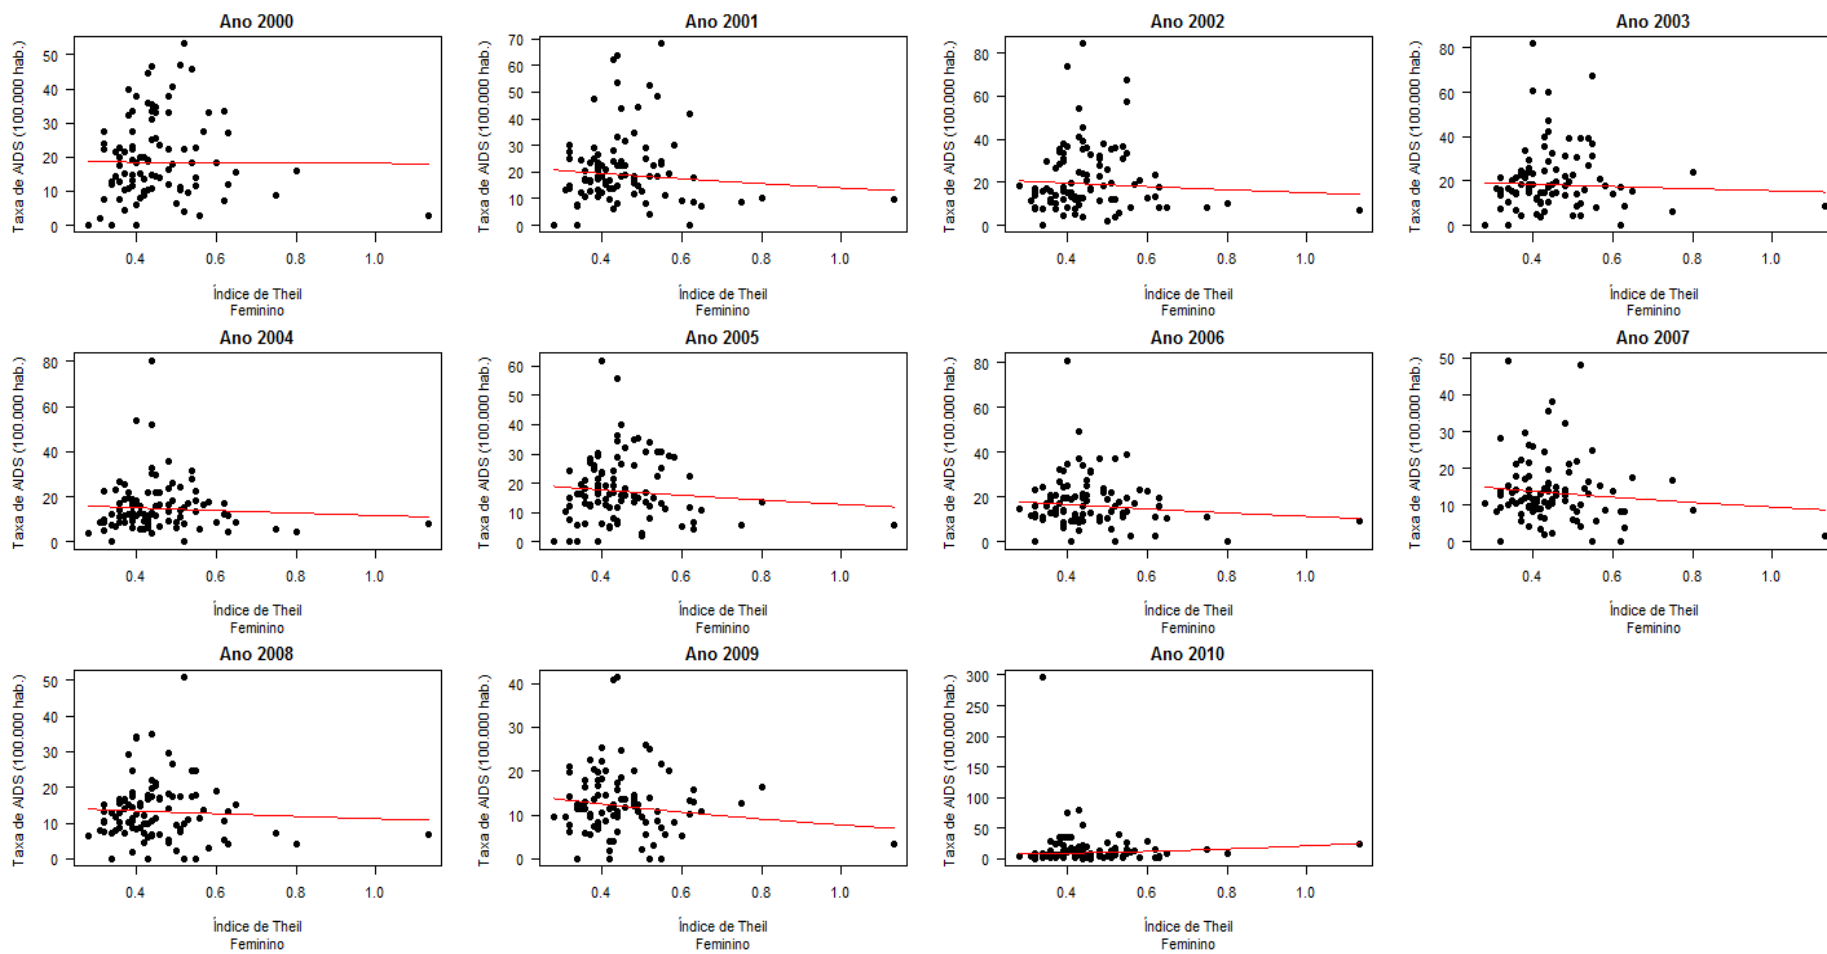 Ano 2000
Taxa de AIDS (100.000 hab.)
50
40
30
20
10
0
0.4 0.6 0.8 1.0
Índice de Theil
Feminino
Ano 2001
Taxa de AIDS (100.000 hab.)
70
60
50
40
30
20
10
0
0.4 0.6 0.8 1.0
Índice de Theil
Feminino
Ano 2002
Taxa de AIDS (100.000 hab.)
80
60
40
20
0
0.4 0.6 0.8 1.0
Índice de Theil
Feminino
Ano 2003
Taxa de AIDS (100.000 hab.)
80
60
40
20
0
0.4 0.6 0.8 1.0
Índice de Theil
Feminino
Ano 2004
Taxa de AIDS (100.000 hab.)
80
60
40
20
0
0.4 0.6 0.8 1.0
Índice de Theil
Feminino
Ano 2005
Taxa de AIDS (100.000 hab.)
60
50
40
30
20
10
0
0.4 0.6 0.8 1.0
Índice de Theil
Feminino
Ano 2006
Taxa de AIDS (100.000 hab.)
80
60
40
20
0
0.4 0.6 0.8 1.0
Índice de Theil
Feminino
Ano 2007
Taxa de AIDS (100.000 hab.)
50
40
30
20
10
0
0.4 0.6 0.8 1.0
Índice de Theil
Feminino
Ano 2008
Taxa de AIDS (100.000 hab.)
50
40
30
20
10
0
0.4 0.6 0.8 1.0
Índice de Theil
Feminino
Ano 2009
Taxa de AIDS (100.000 hab.)
40
30
20
10
0
0.4 0.6 0.8 1.0
Índice de Theil
Feminino
Ano 2010
Taxa de AIDS (100.000 hab.)
300
250
200
150
100
50
0
0.4 0.6 0.8 1.0
Índice de Theil
Feminino